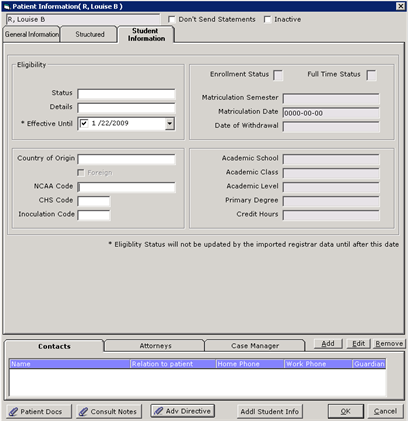 Patient Information( R, Louise B )
R, Louise B Don't Send Statements Inactive
General Information Structured Student Information
Eligibility
Status
Details
* Effective Until 1 /22/2009
Enrollment Status Full Time Status
Matriculation Semester
Matriculation Date 0000-00-00
Date of Withdrawal
Country of Origin
Foreign
NCAA Code
CHS Code
Inoculation Code
Academic School
Academic Class
Academic Level
Primary Degree
Credit Hours
* Eligiblity Status will not be updated by the imported registrar data until after this date
Contacts Attorneys Case Manager Add Edit Remove
Name Relation to patient Home Phone Work Phone Guardian
Patient Docs Consult Notes Adv Directive Addl Student Info OK Cancel